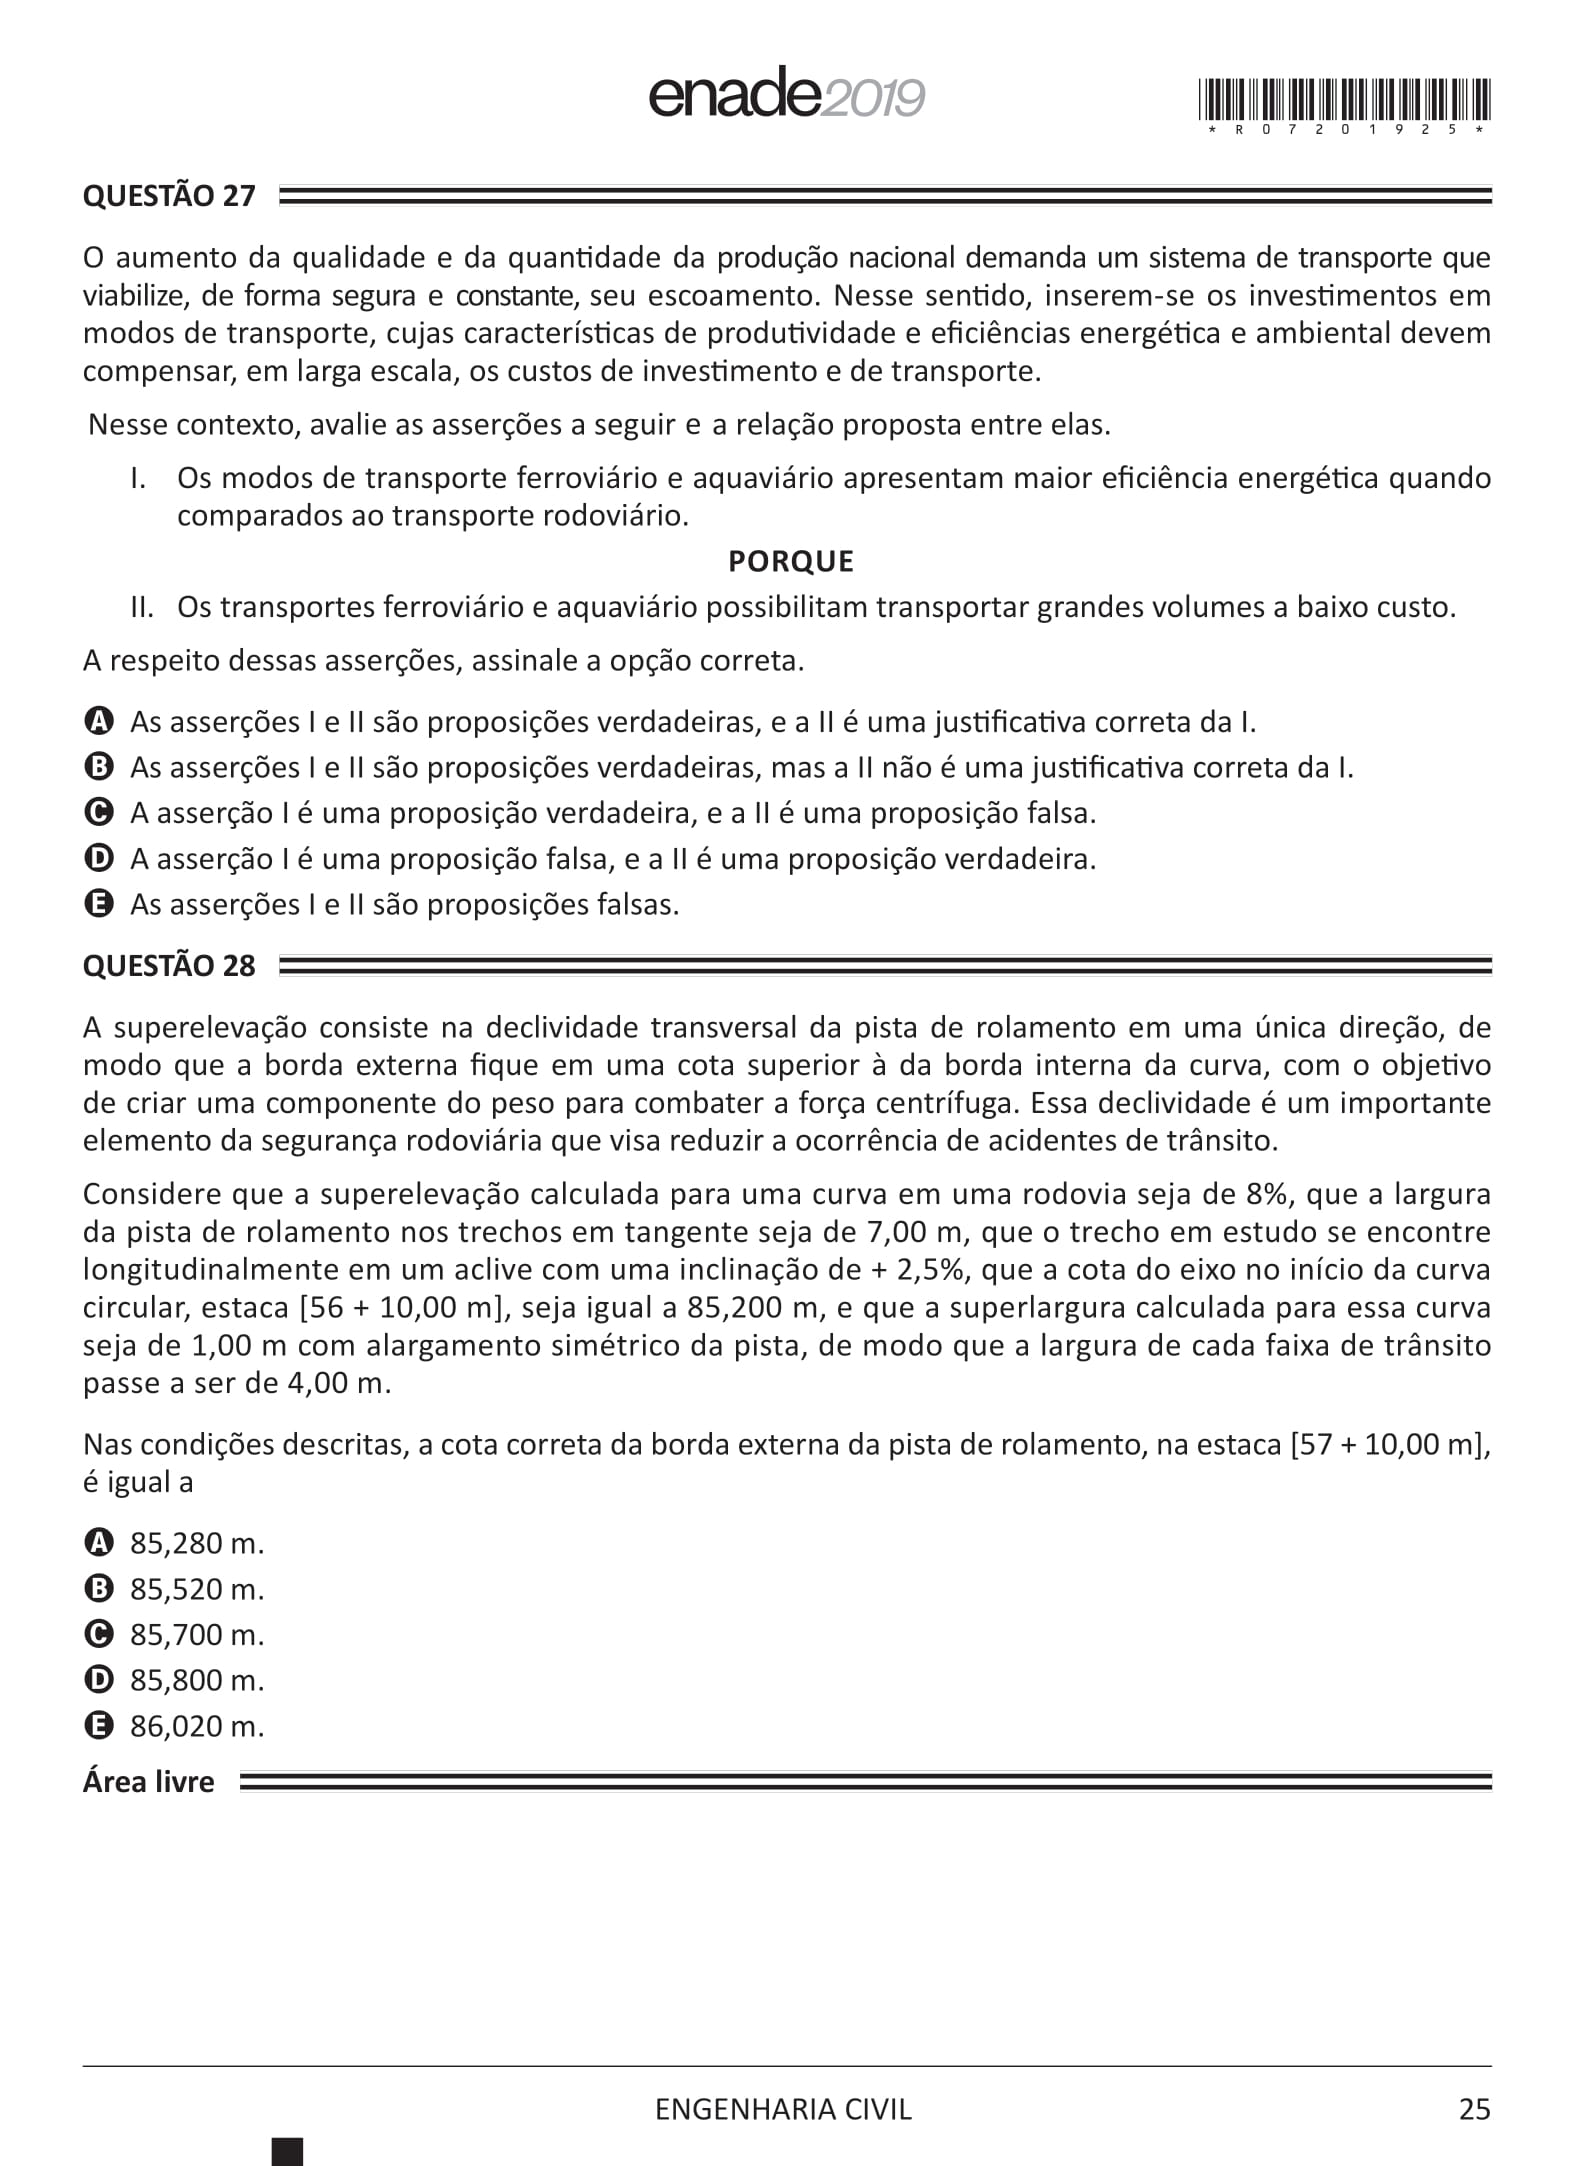 enade2019
*R07201925*
QUESTÃO 27
O aumento da qualidade e da quantidade da produção nacional demanda um sistema de transporte que
viabilize, de forma segura e constante, seu escoamento. Nesse sentido, inserem-se os investimentos em
modos de transporte, cujas características de produtividade e eficiências energética e ambiental devem
compensar, em larga escala, os custos de investimento e de transporte.
Nesse contexto, avalie as asserções a seguir e a relação proposta entre elas.
I. Os modos de transporte ferroviário e aquaviário apresentam maior eficiência energética quando
comparados ao transporte rodoviário.
PORQUE
II. Os transportes ferroviário e aquaviário possibilitam transportar grandes volumes a baixo custo.
A respeito dessas asserções, assinale a opção correta.
A As asserções I e II são proposições verdadeiras, e a II é uma justificativa correta da I.
B As asserções I e II são proposições verdadeiras, mas a II não é uma justificativa correta da I.
C A asserção I é uma proposição verdadeira, e a II é uma proposição falsa.
D A asserção I é uma proposição falsa, e a II é uma proposição verdadeira.
E As asserções I e II são proposições falsas.
QUESTÃO 28
A superelevação consiste na declividade transversal da pista de rolamento em uma única direção, de
modo que a borda externa fique em uma cota superior à da borda interna da curva, com o objetivo
de criar uma componente do peso para combater a força centrífuga. Essa declividade é um importante
elemento da segurança rodoviária que visa reduzir a ocorrência de acidentes de trânsito.
Considere que a superelevação calculada para uma curva em uma rodovia seja de 8%, que a largura
da pista de rolamento nos trechos em tangente seja de 7,00 m, que o trecho em estudo se encontre
longitudinalmente em um aclive com uma inclinação de + 2,5%, que a cota do eixo no início da curva
circular, estaca [56 + 10,00 m], seja igual a 85,200 m, e que a superlargura calculada para essa curva
seja de 1,00 m com alargamento simétrico da pista, de modo que a largura de cada faixa de trânsito
passe a ser de 4,00 m.
Nas condições descritas, a cota correta da borda externa da pista de rolamento, na estaca [57 + 10,00 m],
é igual a
A 85,280 m.
B 85,520 m.
C 85,700 m.
D 85,800 m.
E 86,020 m.
Área livre
ENGENHARIA CIVIL
25